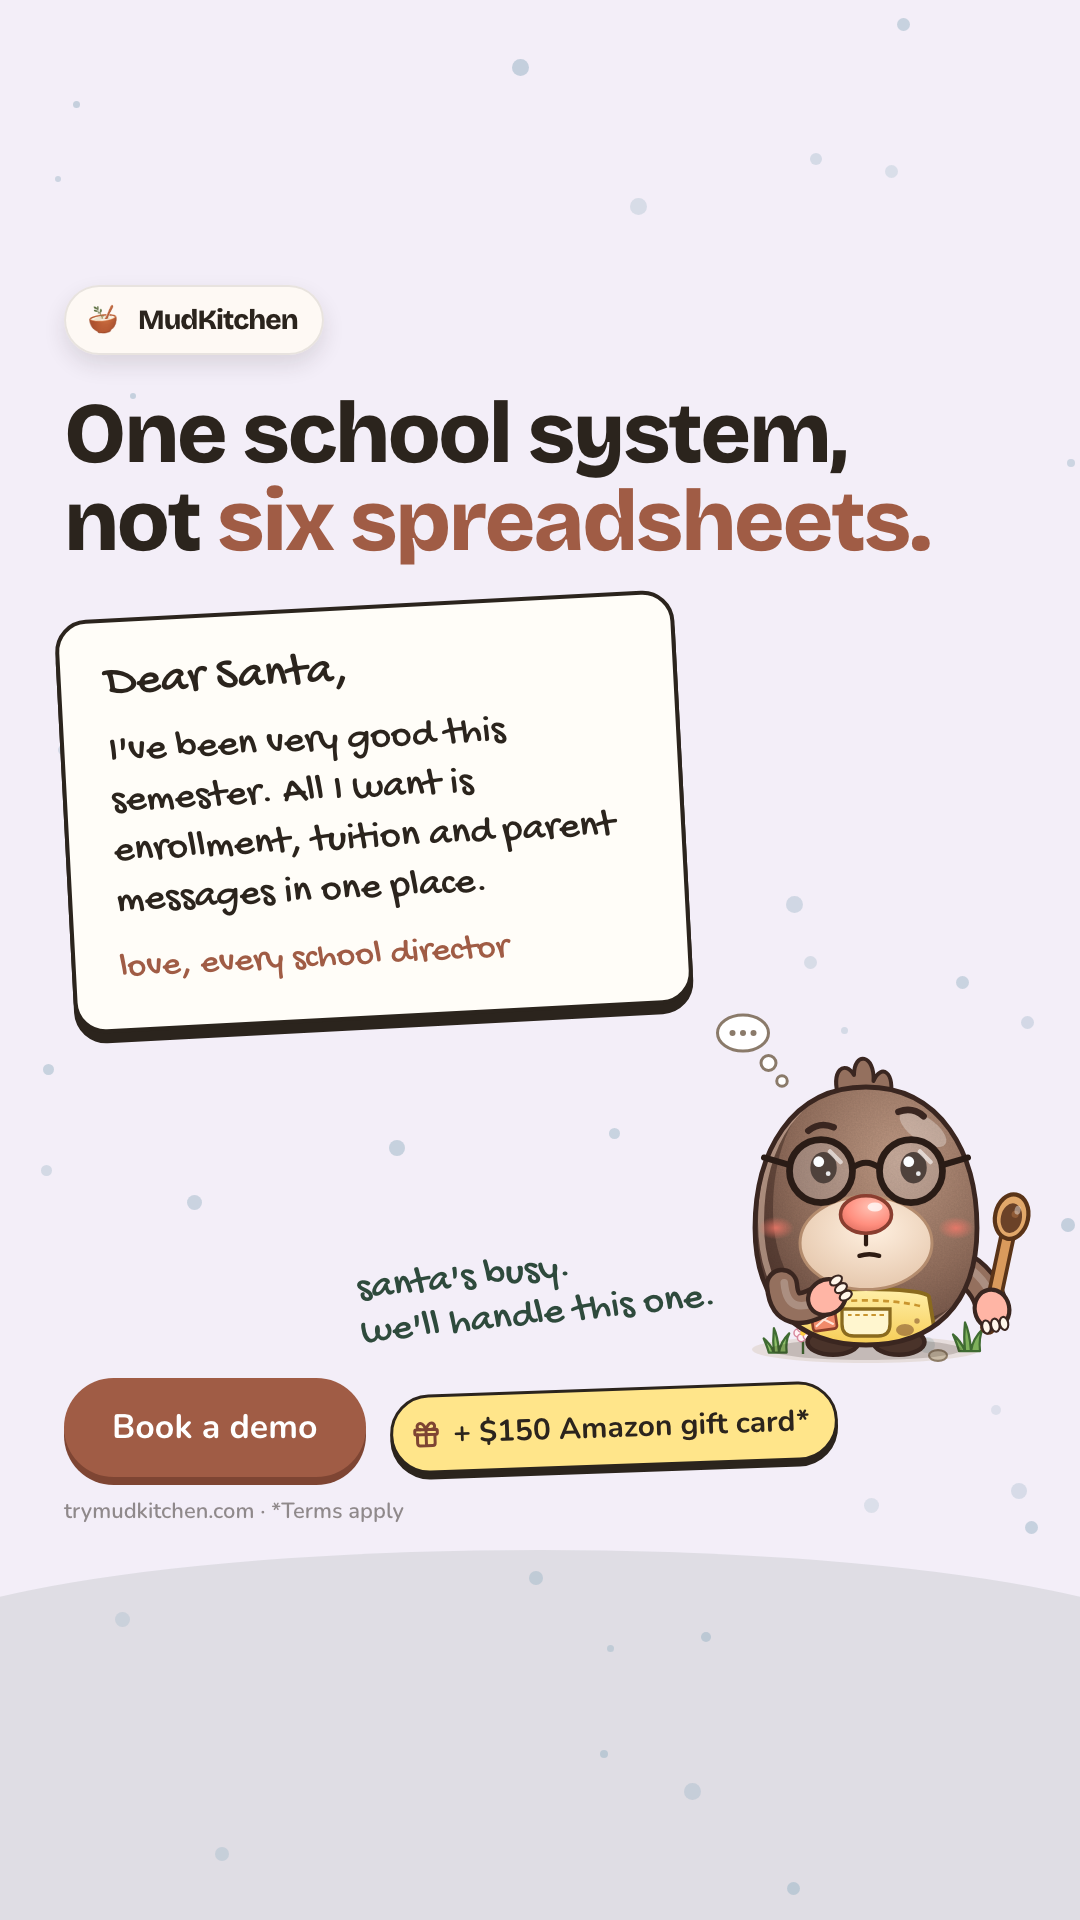 MudKitchen
One school system,
not six spreadsheets.
Dear Santa,
I've been very good this
semester. All I want is
enrollment, tuition and parent
messages in one place.
love, every school director
santa's busy.
we'll handle this one.
Book a demo
+ $150 Amazon gift card*
trymudkitchen.com · *Terms apply